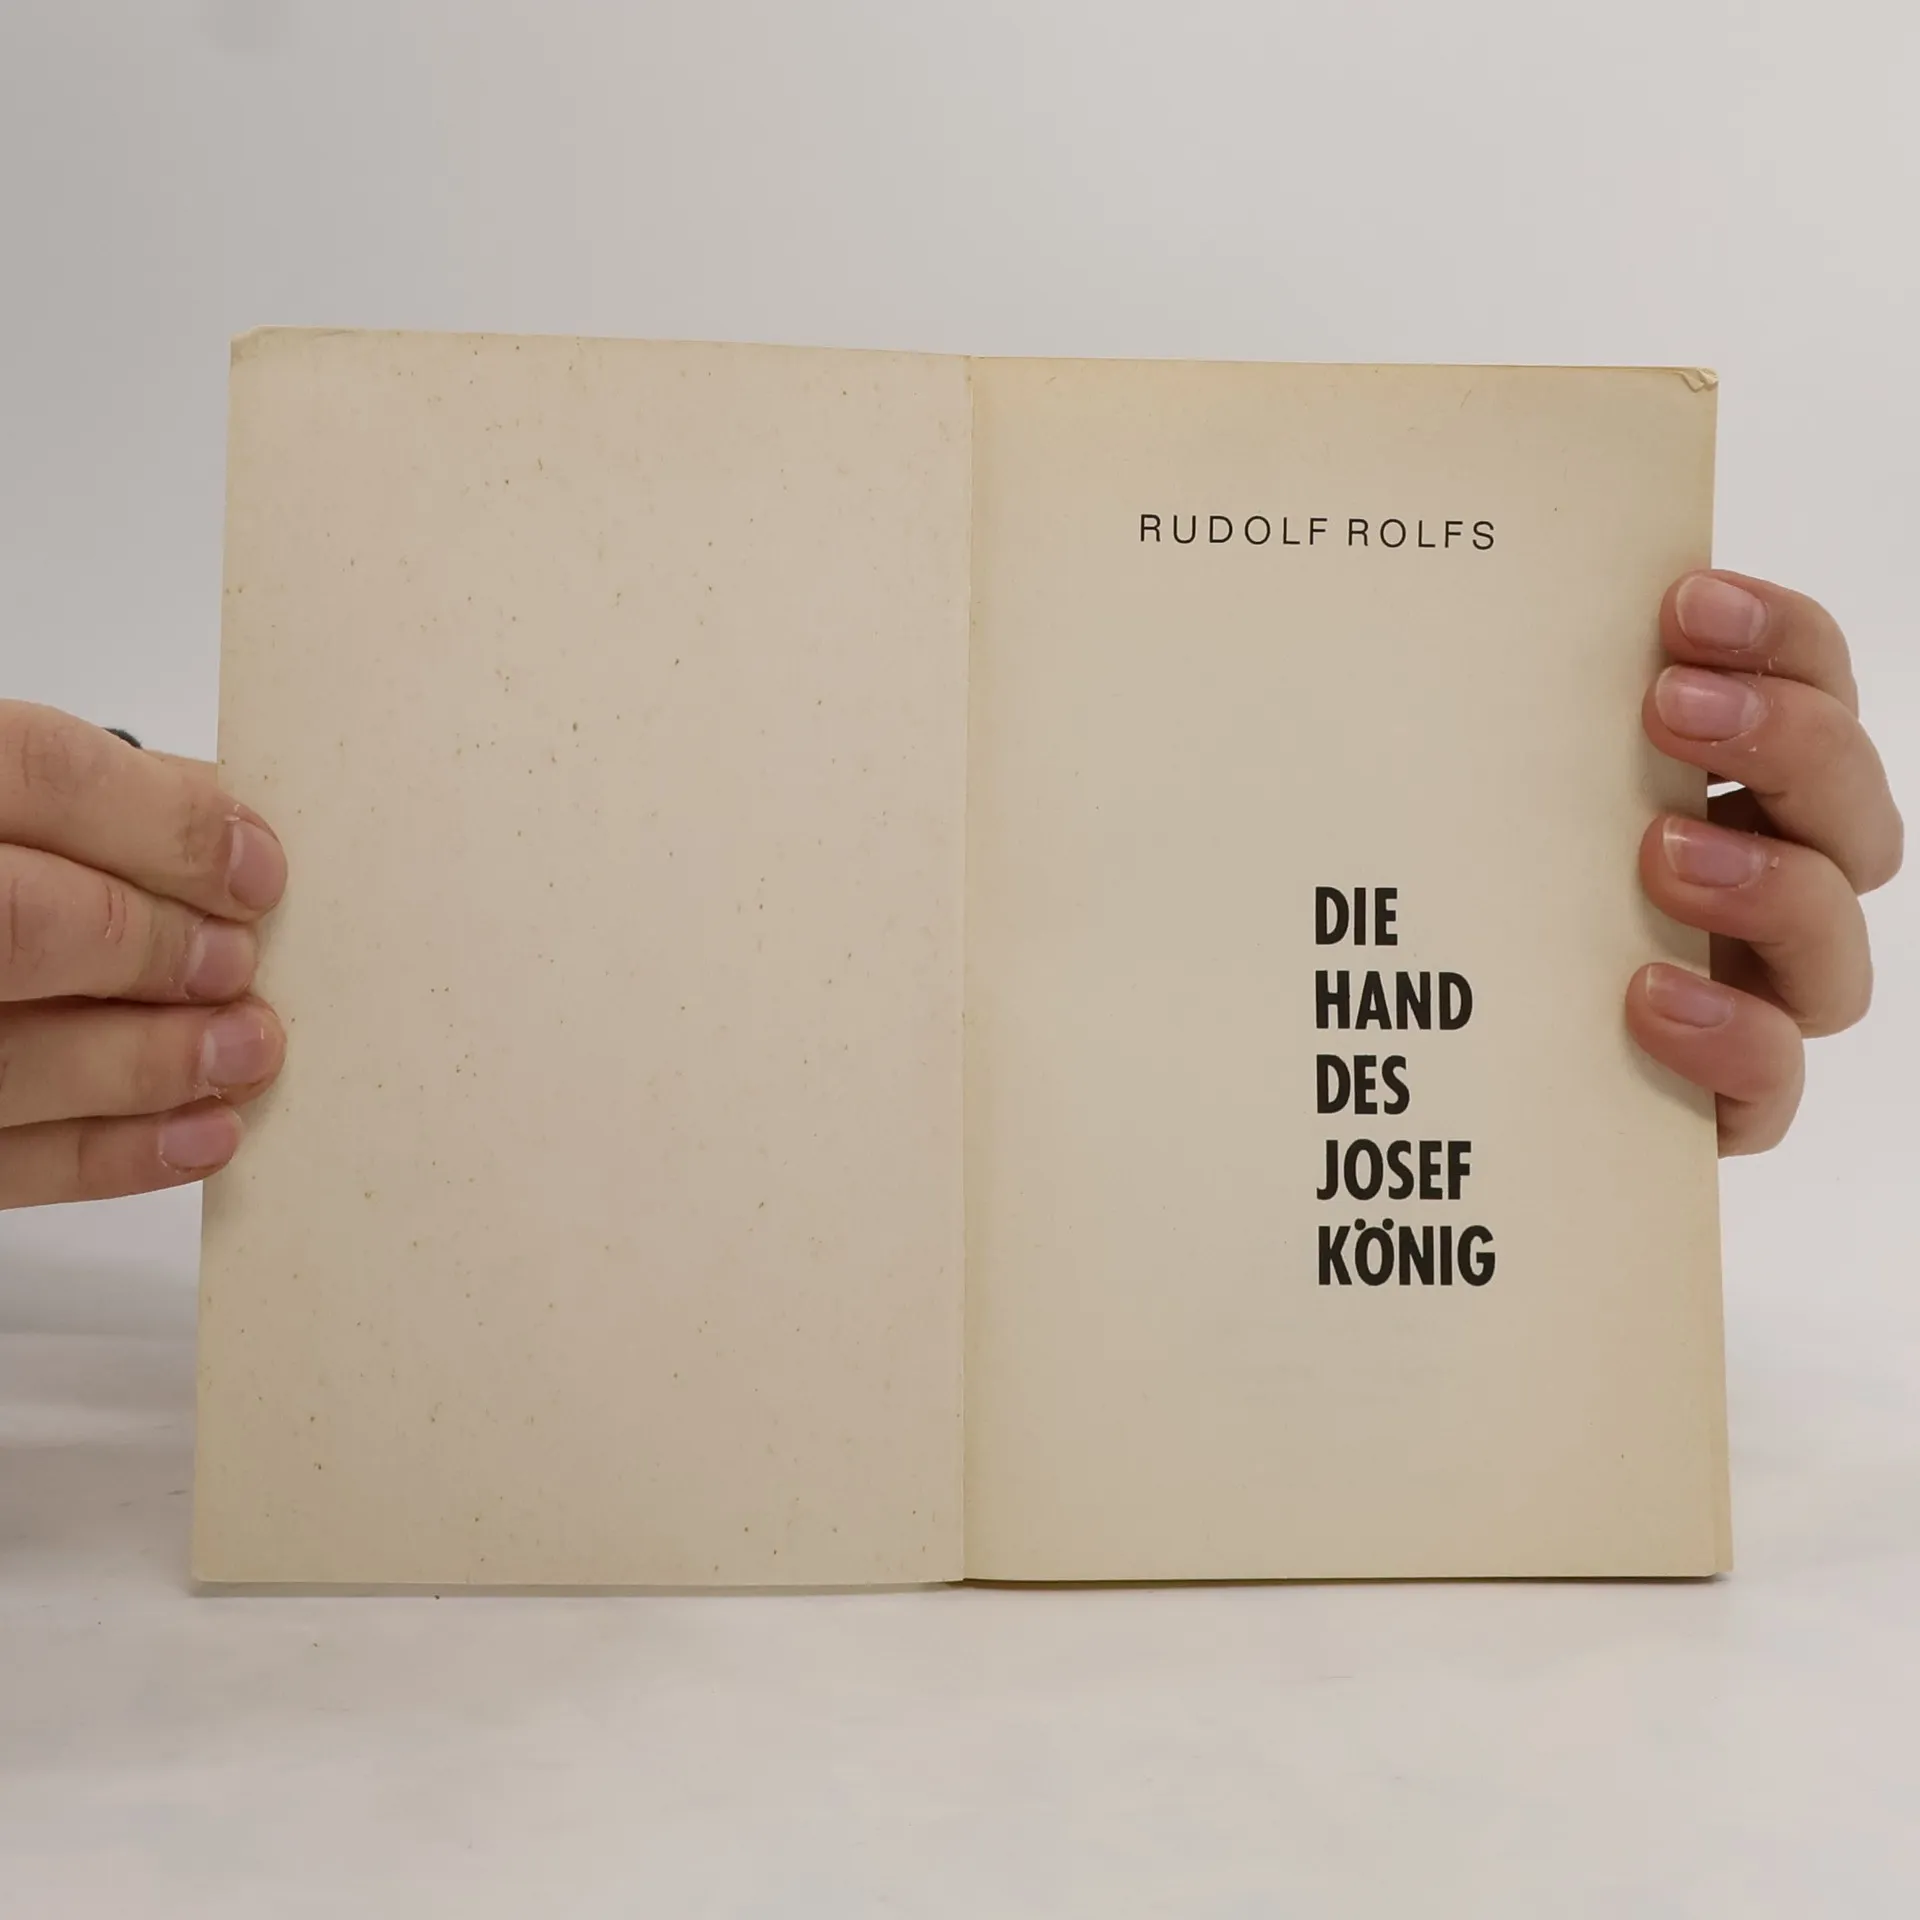 RUDOLF ROLFS
DIE
HAND
DES
JOSEF
KÖNIG